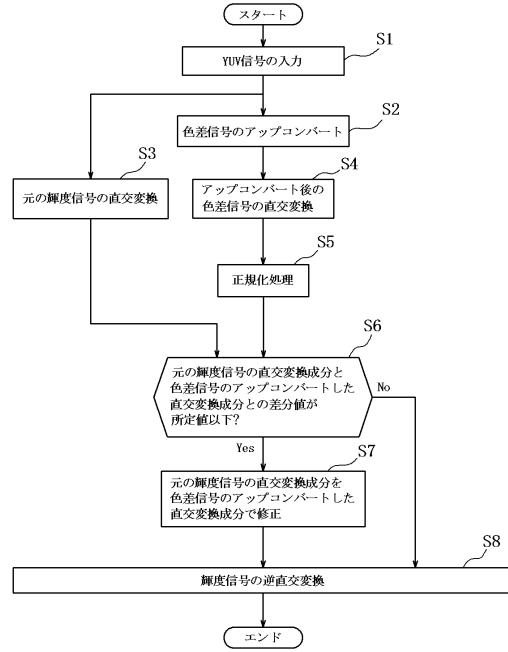 スタート
S1
YUV信号の入力
S2
色差信号のアップコンバート
S3
元の輝度信号の直交変換
S4
アップコンバート後の
色差信号の直交変換
S5
正規化処理
S6
元の輝度信号の直交変換成分と
色差信号のアップコンバートした
直交変換成分との差分値が
所定値以下?
No
Yes
S7
元の輝度信号の直交変換成分を
色差信号のアップコンバートした
直交変換成分で修正
S8
輝度信号の逆直交変換
エンド